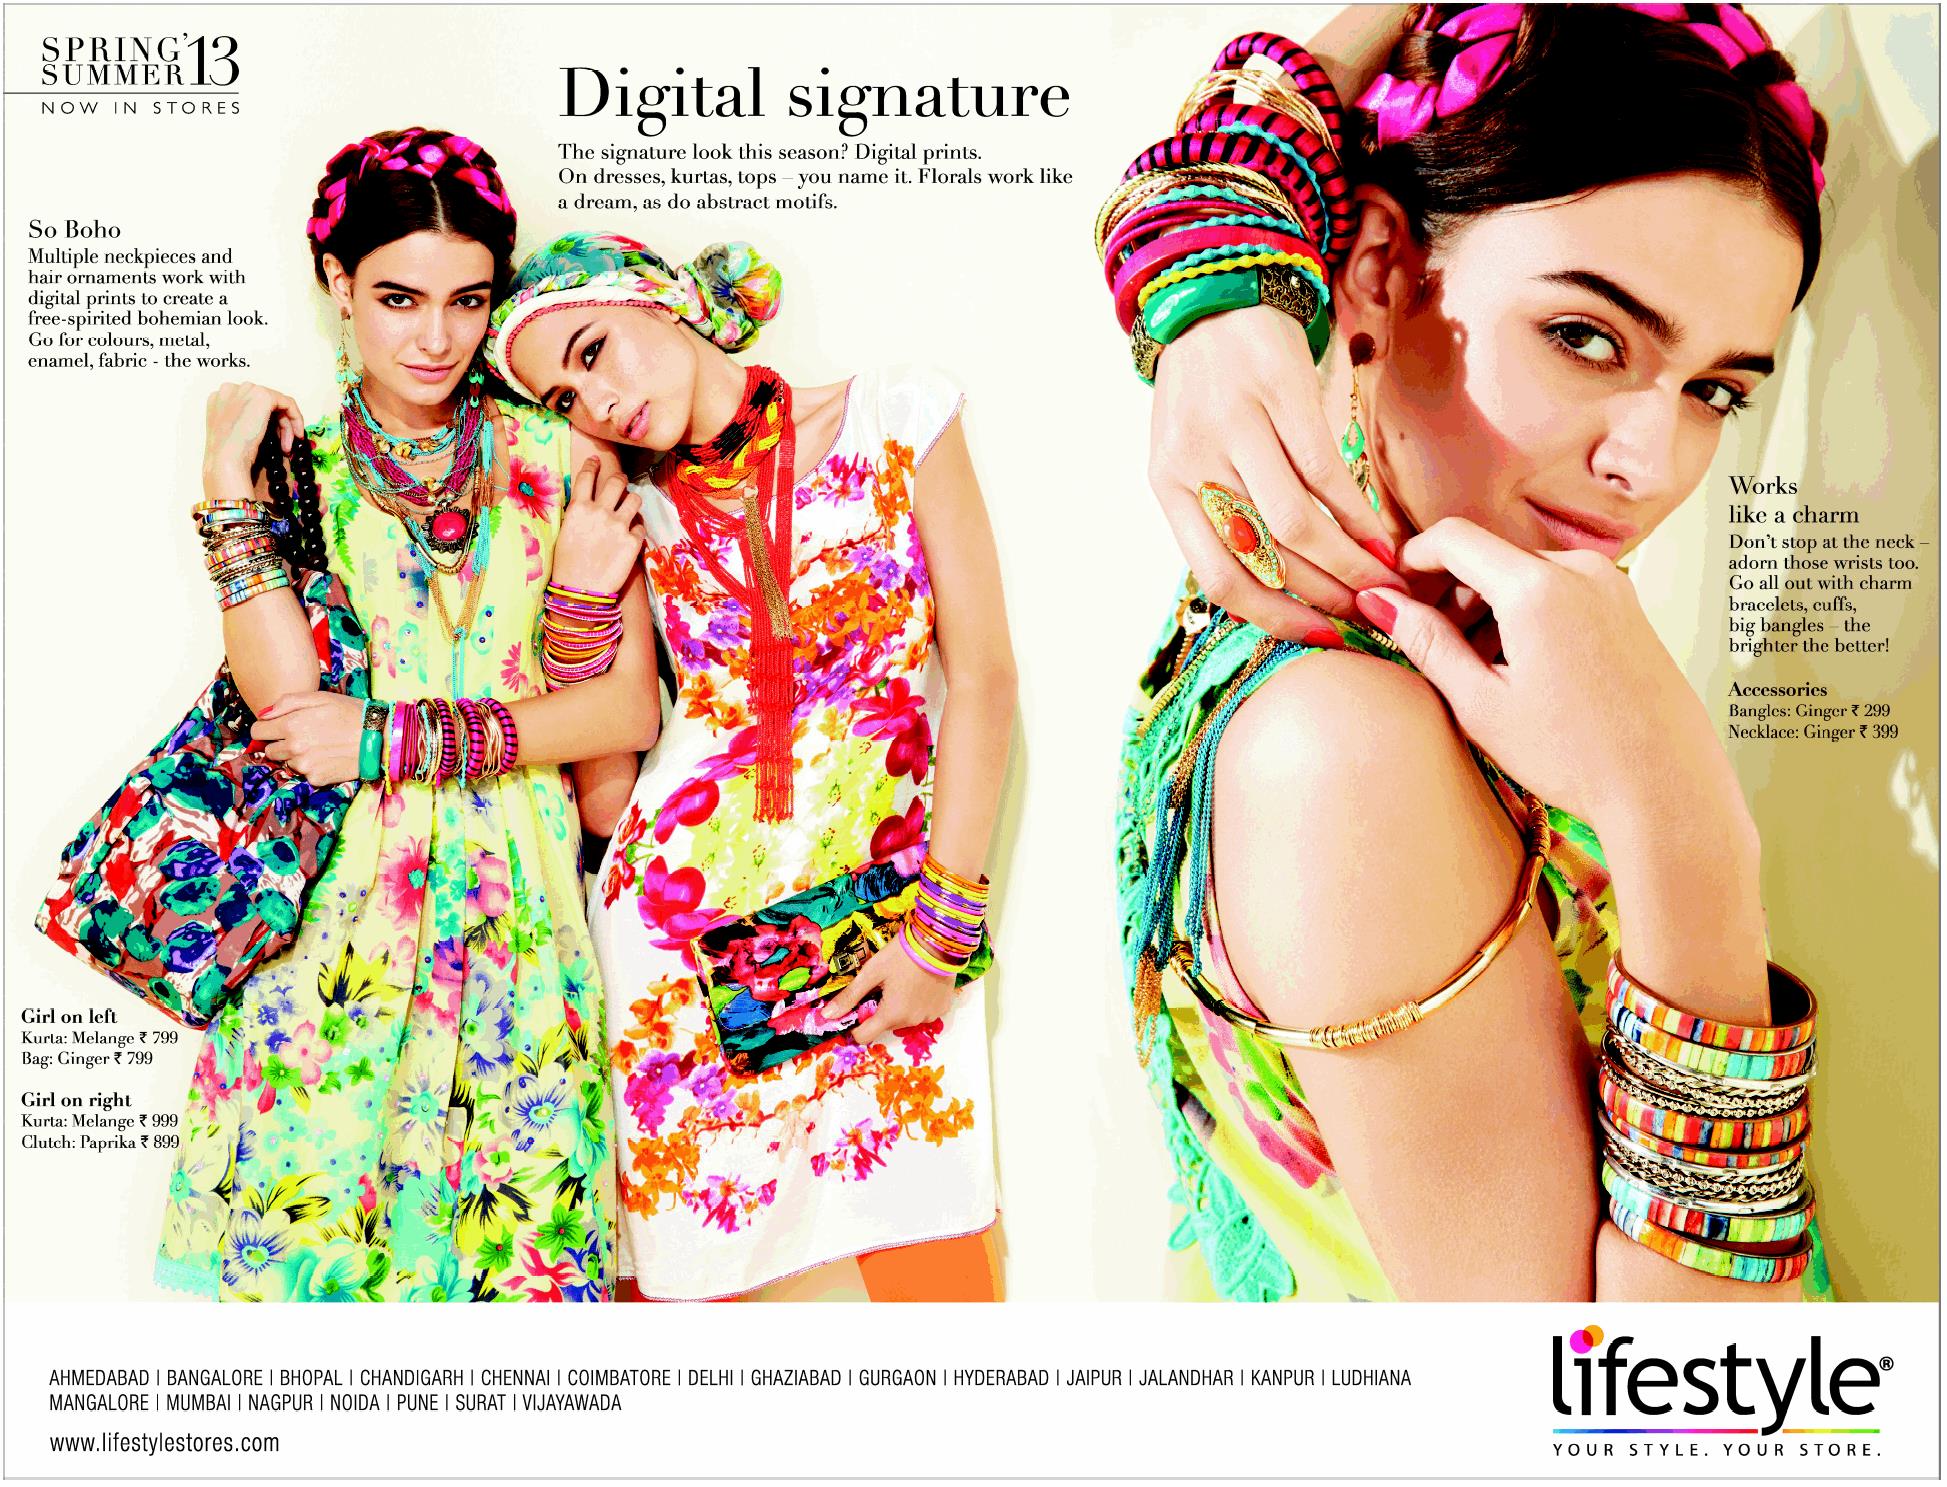 SPRING'
SUMMER'13
NOW IN STORES
Digital signature
The signature look this season? Digital prints.
On dresses, kurtas, tops – you name it. Florals work like
a dream, as do abstract motifs.
So Boho
Multiple neckpieces and
hair ornaments work with
digital prints to create a
free-spirited bohemian look.
Go for colours, metal,
enamel, fabric - the works.
Works
like a charm
Don't stop at the neck –
adorn those wrists too.
Go all out with charm
bracelets, cuffs,
big bangles – the
brighter the better!
Accessories
Bangles: Ginger ₹ 299
Necklace: Ginger ₹ 399
Girl on left
Kurta: Melange ₹ 799
Bag: Ginger ₹ 799
Girl on right
Kurta: Melange ₹ 999
Clutch: Paprika ₹ 899
AHMEDABAD | BANGALORE | BHOPAL | CHANDIGARH | CHENNAI | COIMBATORE | DELHI | GHAZIABAD | GURGAON | HYDERABAD | JAIPUR | JALANDHAR | KANPUR | LUDHIANA
MANGALORE | MUMBAI | NAGPUR | NOIDA | PUNE | SURAT | VIJAYAWADA
www.lifestylestores.com
lifestyle®
YOUR STYLE. YOUR STORE.